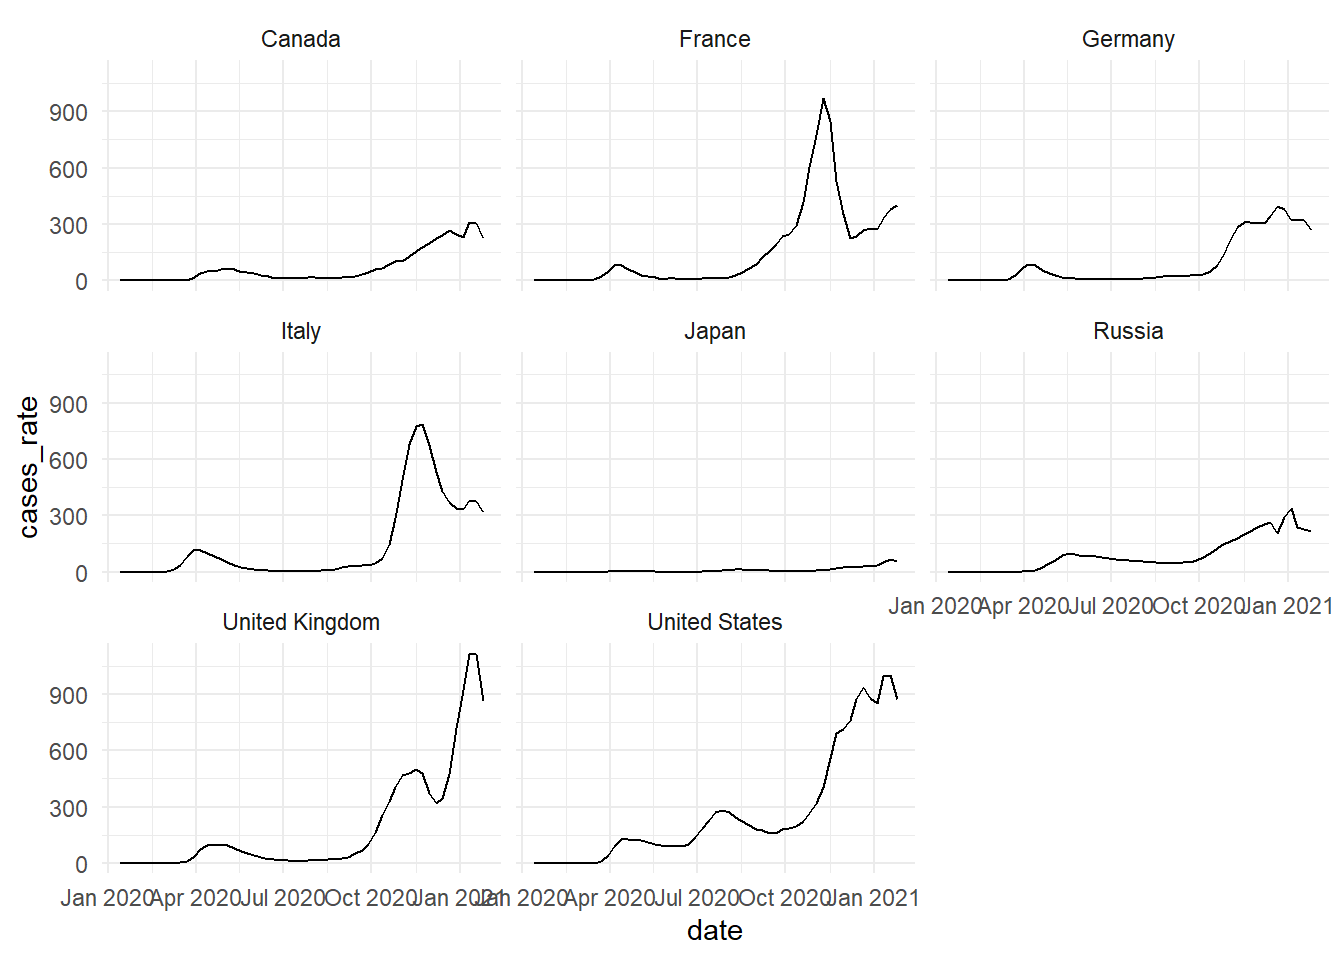 Canada France Germany
900
600
300
0
Italy Japan Russia
cases_rate
900
600
300
0
Jan 2020 Apr 2020 Jul 2020 Oct 2020 Jan 2021
United Kingdom United States
900
600
300
0
Jan 2020 Apr 2020 Jul 2020 Oct 2020 Jan 2021 Jan 2020 Apr 2020 Jul 2020 Oct 2020 Jan 2021
date